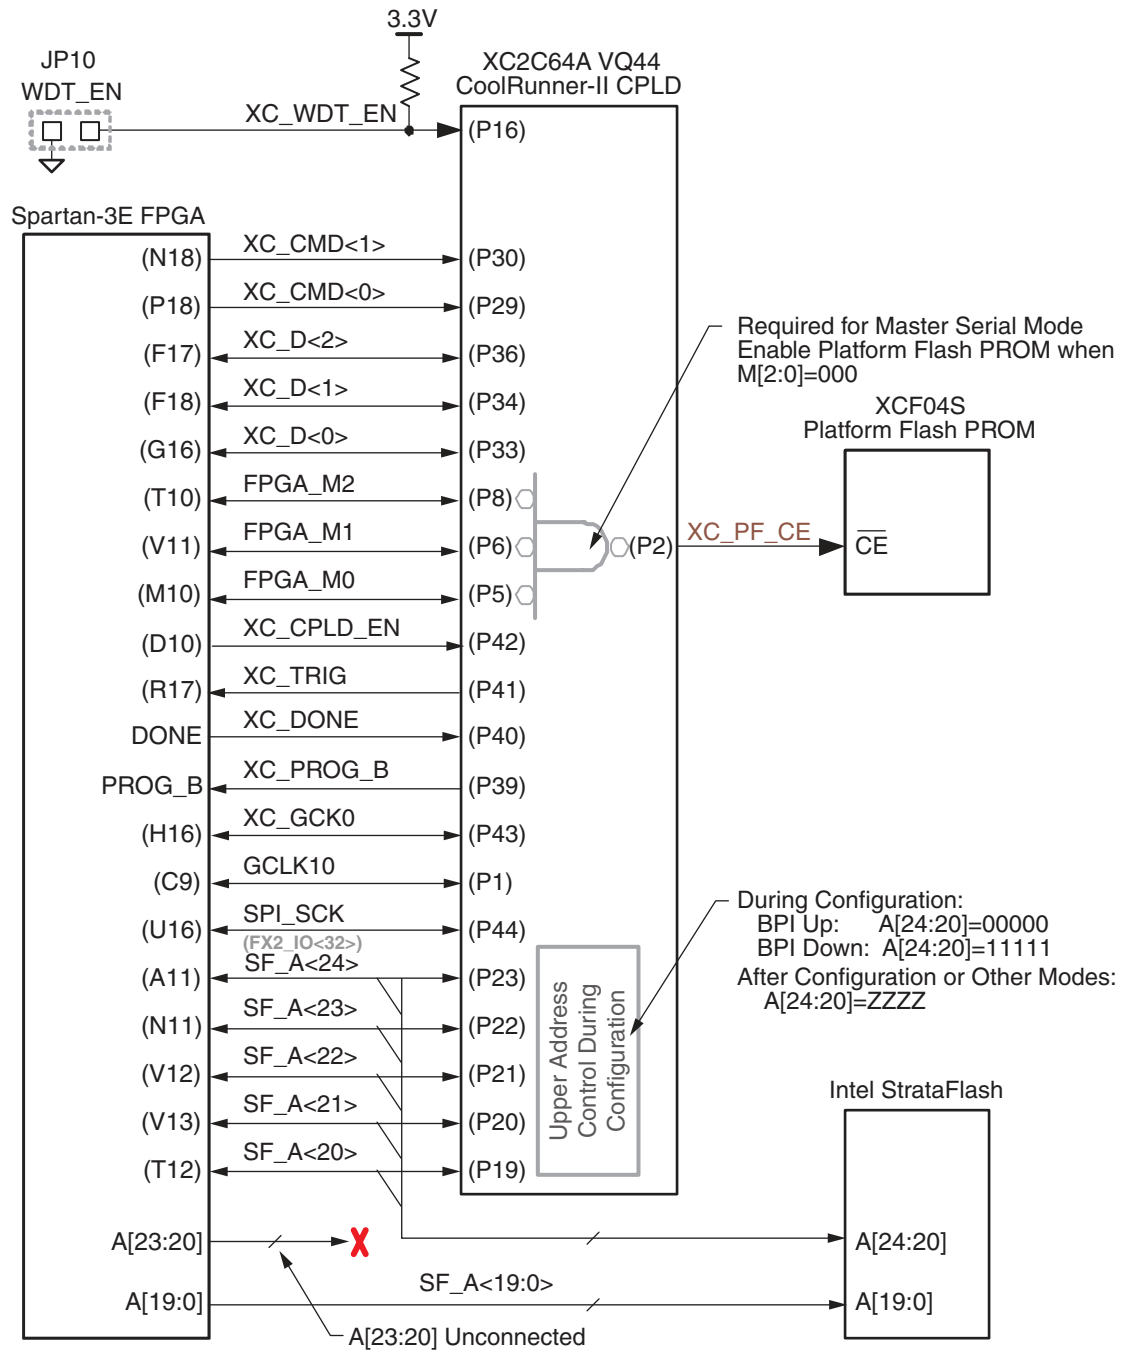 3.3V
JP10
WDT_EN
XC2C64A VQ44
CoolRunner-II CPLD
XC_WDT_EN
(P16)
Spartan-3E FPGA
(N18) XC_CMD<1> (P30)
(P18) XC_CMD<0> (P29)
(F17) XC_D<2> (P36)
(F18) XC_D<1> (P34)
(G16) XC_D<0> (P33)
(T10) FPGA_M2 (P8)
(V11) FPGA_M1 (P6)
(M10) FPGA_M0 (P5)
(P2)
XC_PF_CE
Required for Master Serial Mode
Enable Platform Flash PROM when
M[2:0]=000
XCF04S
Platform Flash PROM
CE
(D10) XC_CPLD_EN (P42)
(R17) XC_TRIG (P41)
DONE XC_DONE (P40)
PROG_B XC_PROG_B (P39)
(H16) XC_GCK0 (P43)
(C9) GCLK10 (P1)
(U16) SPI_SCK (P44)
(FX2_IO<32>)
(A11) SF_A<24> (P23)
(N11) SF_A<23> (P22)
(V12) SF_A<22> (P21)
(V13) SF_A<21> (P20)
(T12) SF_A<20> (P19)
Upper Address
Control During
Configuration
During Configuration:
BPI Up: A[24:20]=00000
BPI Down: A[24:20]=11111
After Configuration or Other Modes:
A[24:20]=ZZZZ
Intel StrataFlash
A[23:20]
X
A[24:20]
A[19:0] SF_A<19:0> A[19:0]
A[23:20] Unconnected